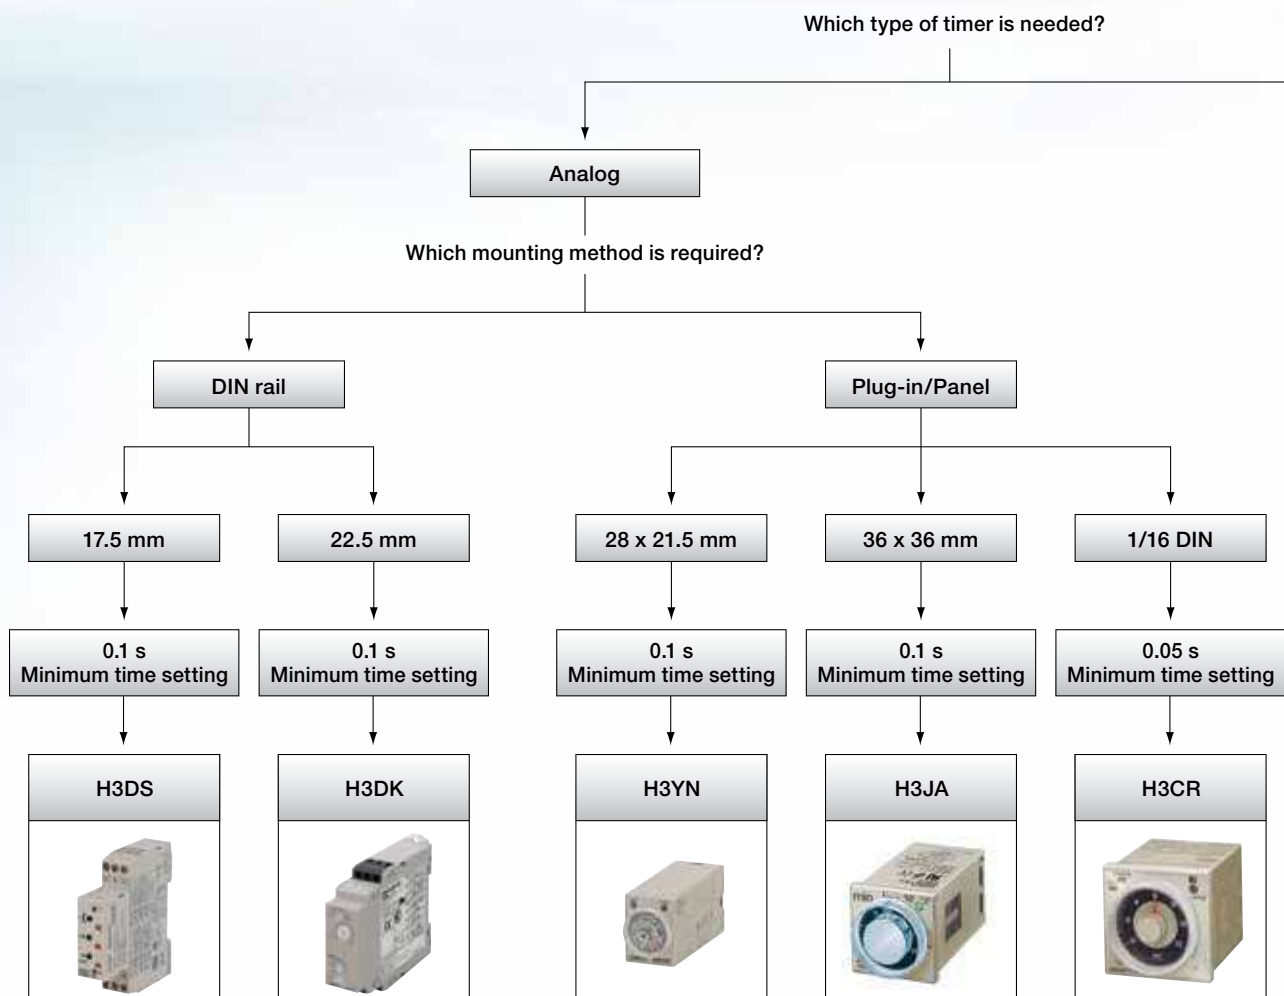 Which type of timer is needed?
Analog
Which mounting method is required?
DIN rail
Plug-in/Panel
17.5 mm
22.5 mm
28 x 21.5 mm
36 x 36 mm
1/16 DIN
0.1 s
Minimum time setting
0.1 s
Minimum time setting
0.1 s
Minimum time setting
0.1 s
Minimum time setting
0.05 s
Minimum time setting
H3DS
H3DK
H3YN
H3JA
H3CR
min